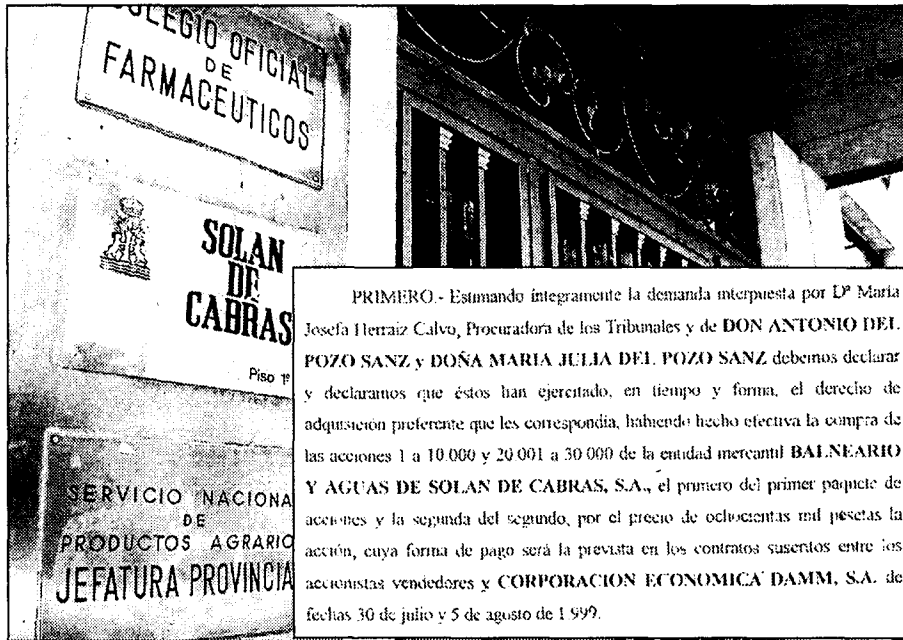 COLEGIO OFICIAL
DE
FARMACEUTICOS
SOLAN
DE
CABRAS
Piso 1º
SERVICIO NACIONA
DE
PRODUCTOS AGRARIO
JEFATURA PROVINCIA
PRIMERO.- Estimando íntegramente la demanda interpuesta por Dª María
Josefa Herraiz Calvo, Procuradora de los Tribunales y de DON ANTONIO DEL
POZO SANZ y DOÑA MARIA JULIA DEL POZO SANZ debemos declarar
y declaramos que éstos han ejercitado, en tiempo y forma, el derecho de
adquisición preferente que les correspondía, habiendo hecho efectiva la compra de
las acciones 1 a 10.000 y 20.001 a 30.000 de la entidad mercantil BALNEARIO
Y AGUAS DE SOLAN DE CABRAS, S.A., el primero del primer paquete de
acciones y la segunda del segundo, por el precio de ochocientas mil pesetas la
acción, cuya forma de pago será la prevista en los contratos suscritos entre los
accionistas vendedores y CORPORACION ECONOMICA DAMM, S.A. de
fechas 30 de julio y 5 de agosto de 1.999.